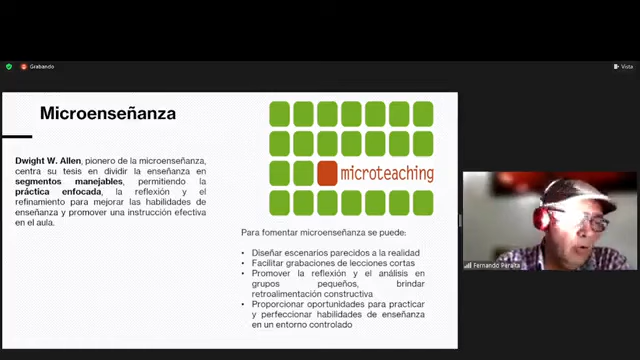 Grabando
Vista
Microenseñanza
Dwight W. Allen, pionero de la microenseñanza,
centra su tesis en dividir la enseñanza en
segmentos manejables, permitiendo la
práctica enfocada, la reflexión y el
refinamiento para mejorar las habilidades de
enseñanza y promover una instrucción efectiva
en el aula.
microteaching
Para fomentar microenseñanza se puede:
• Diseñar escenarios parecidos a la realidad
• Facilitar grabaciones de lecciones cortas
• Promover la reflexión y el análisis en
grupos pequeños, brindar
retroalimentación constructiva
• Proporcionar oportunidades para practicar
y perfeccionar habilidades de enseñanza
en un entorno controlado
Fernando Peralta